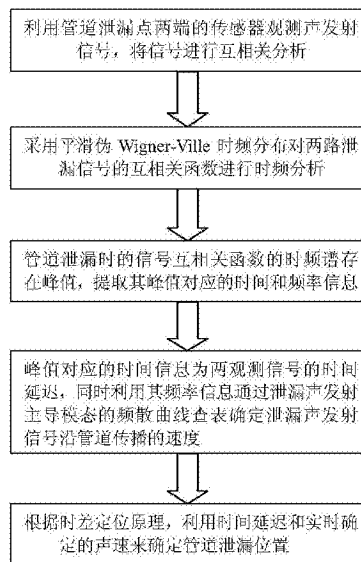 利用管道泄漏点两端的传感器观测声发射
信号，将信号进行互相关分析
采用平滑伪 Wigner-Ville 时频分布对两路泄
漏信号的互相关函数进行时频分析
管道泄漏时的信号互相关函数的时频谱存
在峰值，提取其峰值对应的时间和频率信息
峰值对应的时间信息为两观测信号的时间
延迟，同时利用其频率信息通过泄漏声发射
主导模态的频散曲线查表确定泄漏声发射
信号沿管道传播的速度
根据时差定位原理，利用时间延迟和实时确
定的声速来确定管道泄漏位置